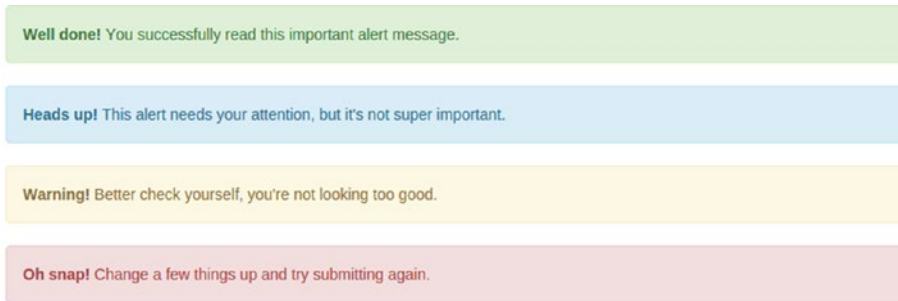 Well done! You successfully read this important alert message.
Heads up! This alert needs your attention, but it's not super important.
Warning! Better check yourself, you're not looking too good.
Oh snap! Change a few things up and try submitting again.